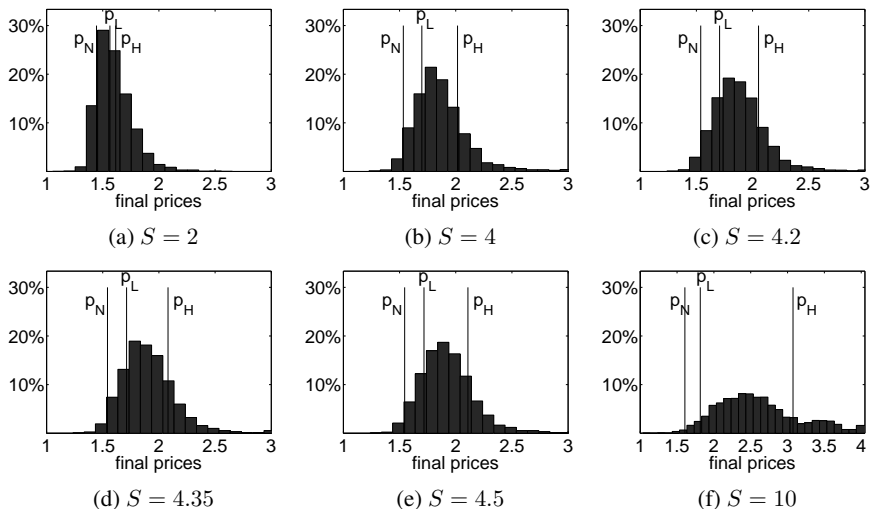 30%
20%
10%
p_N
p_L
p_H
1 1.5 2 2.5 3
final prices
(a) S = 2
30%
20%
10%
p_N
p_L
p_H
1 1.5 2 2.5 3
final prices
(b) S = 4
30%
20%
10%
p_N
p_L
p_H
1 1.5 2 2.5 3
final prices
(c) S = 4.2
30%
20%
10%
p_N
p_L
p_H
1 1.5 2 2.5 3
final prices
(d) S = 4.35
30%
20%
10%
p_N
p_L
p_H
1 1.5 2 2.5 3
final prices
(e) S = 4.5
30%
20%
10%
p_N
p_L
p_H
1 1.5 2 2.5 3 3.5 4
final prices
(f) S = 10